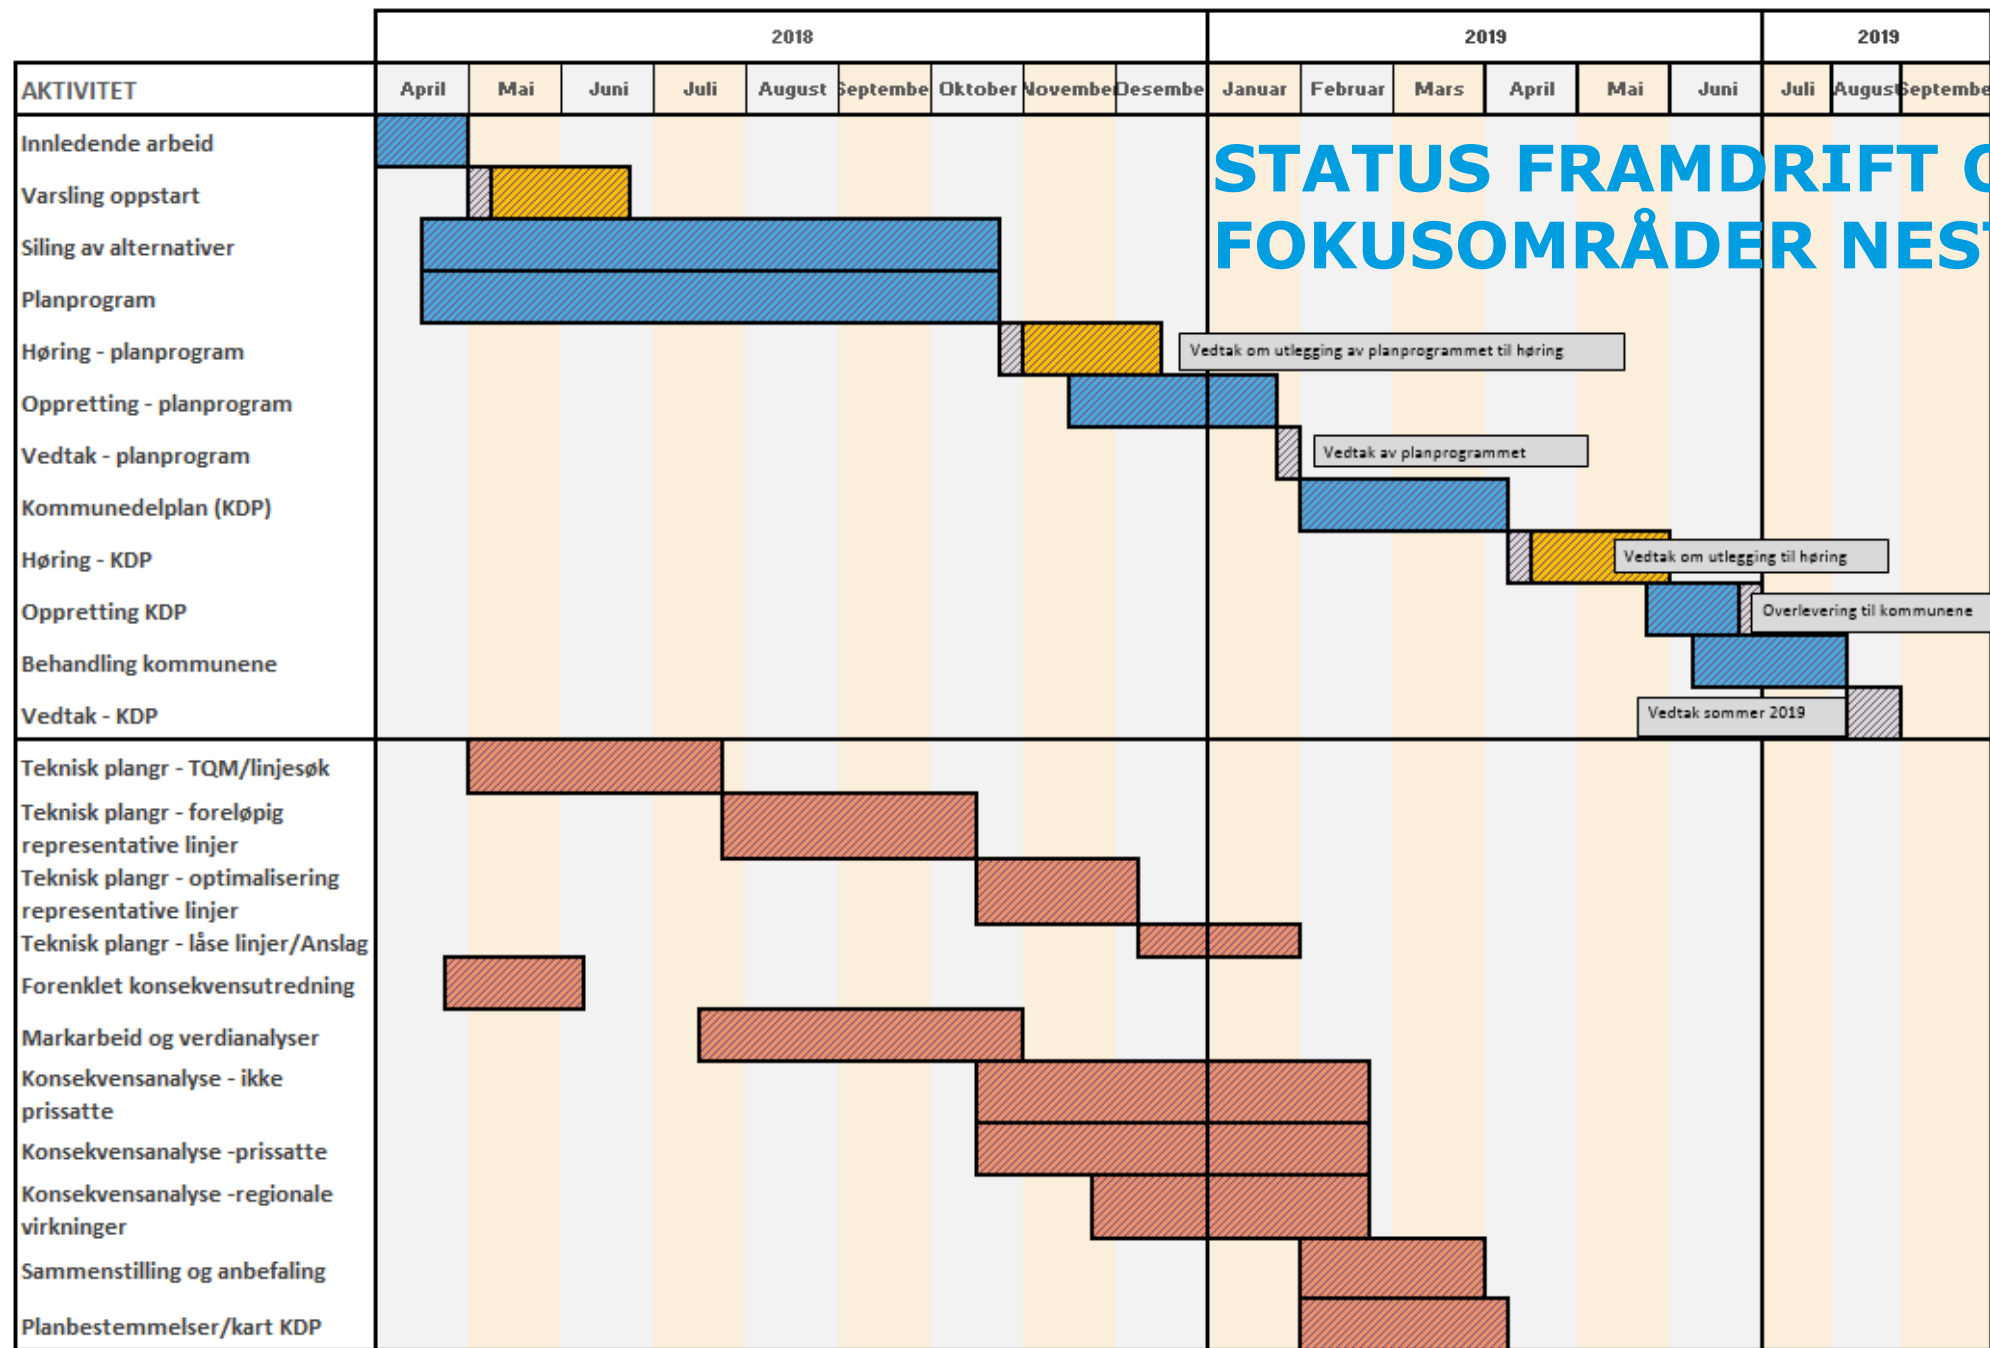 2018
2019
2019
AKTIVITET
April
Mai
Juni
Juli
August
Septembe
Oktober
Novembe
Desembe
Januar
Februar
Mars
April
Mai
Juni
Juli
August
Septembe
STATUS FRAMDRIFT
FOKUSOMRÅDER NEST
Innledende arbeid
Varsling oppstart
Siling av alternativer
Planprogram
Høring - planprogram
Vedtak om utlegging av planprogrammet til høring
Oppretting - planprogram
Vedtak - planprogram
Vedtak av planprogrammet
Kommunedelplan (KDP)
Høring - KDP
Vedtak om utlegging til høring
Oppretting KDP
Overlevering til kommunene
Behandling kommunene
Vedtak - KDP
Vedtak sommer 2019
Teknisk plangr - TQM/linjesøk
Teknisk plangr - foreløpig
representative linjer
Teknisk plangr - optimalisering
representative linjer
Teknisk plangr - låse linjer/Anslag
Forenklet konsekvensutredning
Markarbeid og verdianalyser
Konsekvensanalyse - ikke
prissatte
Konsekvensanalyse -prissatte
Konsekvensanalyse -regionale
virkninger
Sammenstilling og anbefaling
Planbestemmelser/kart KDP